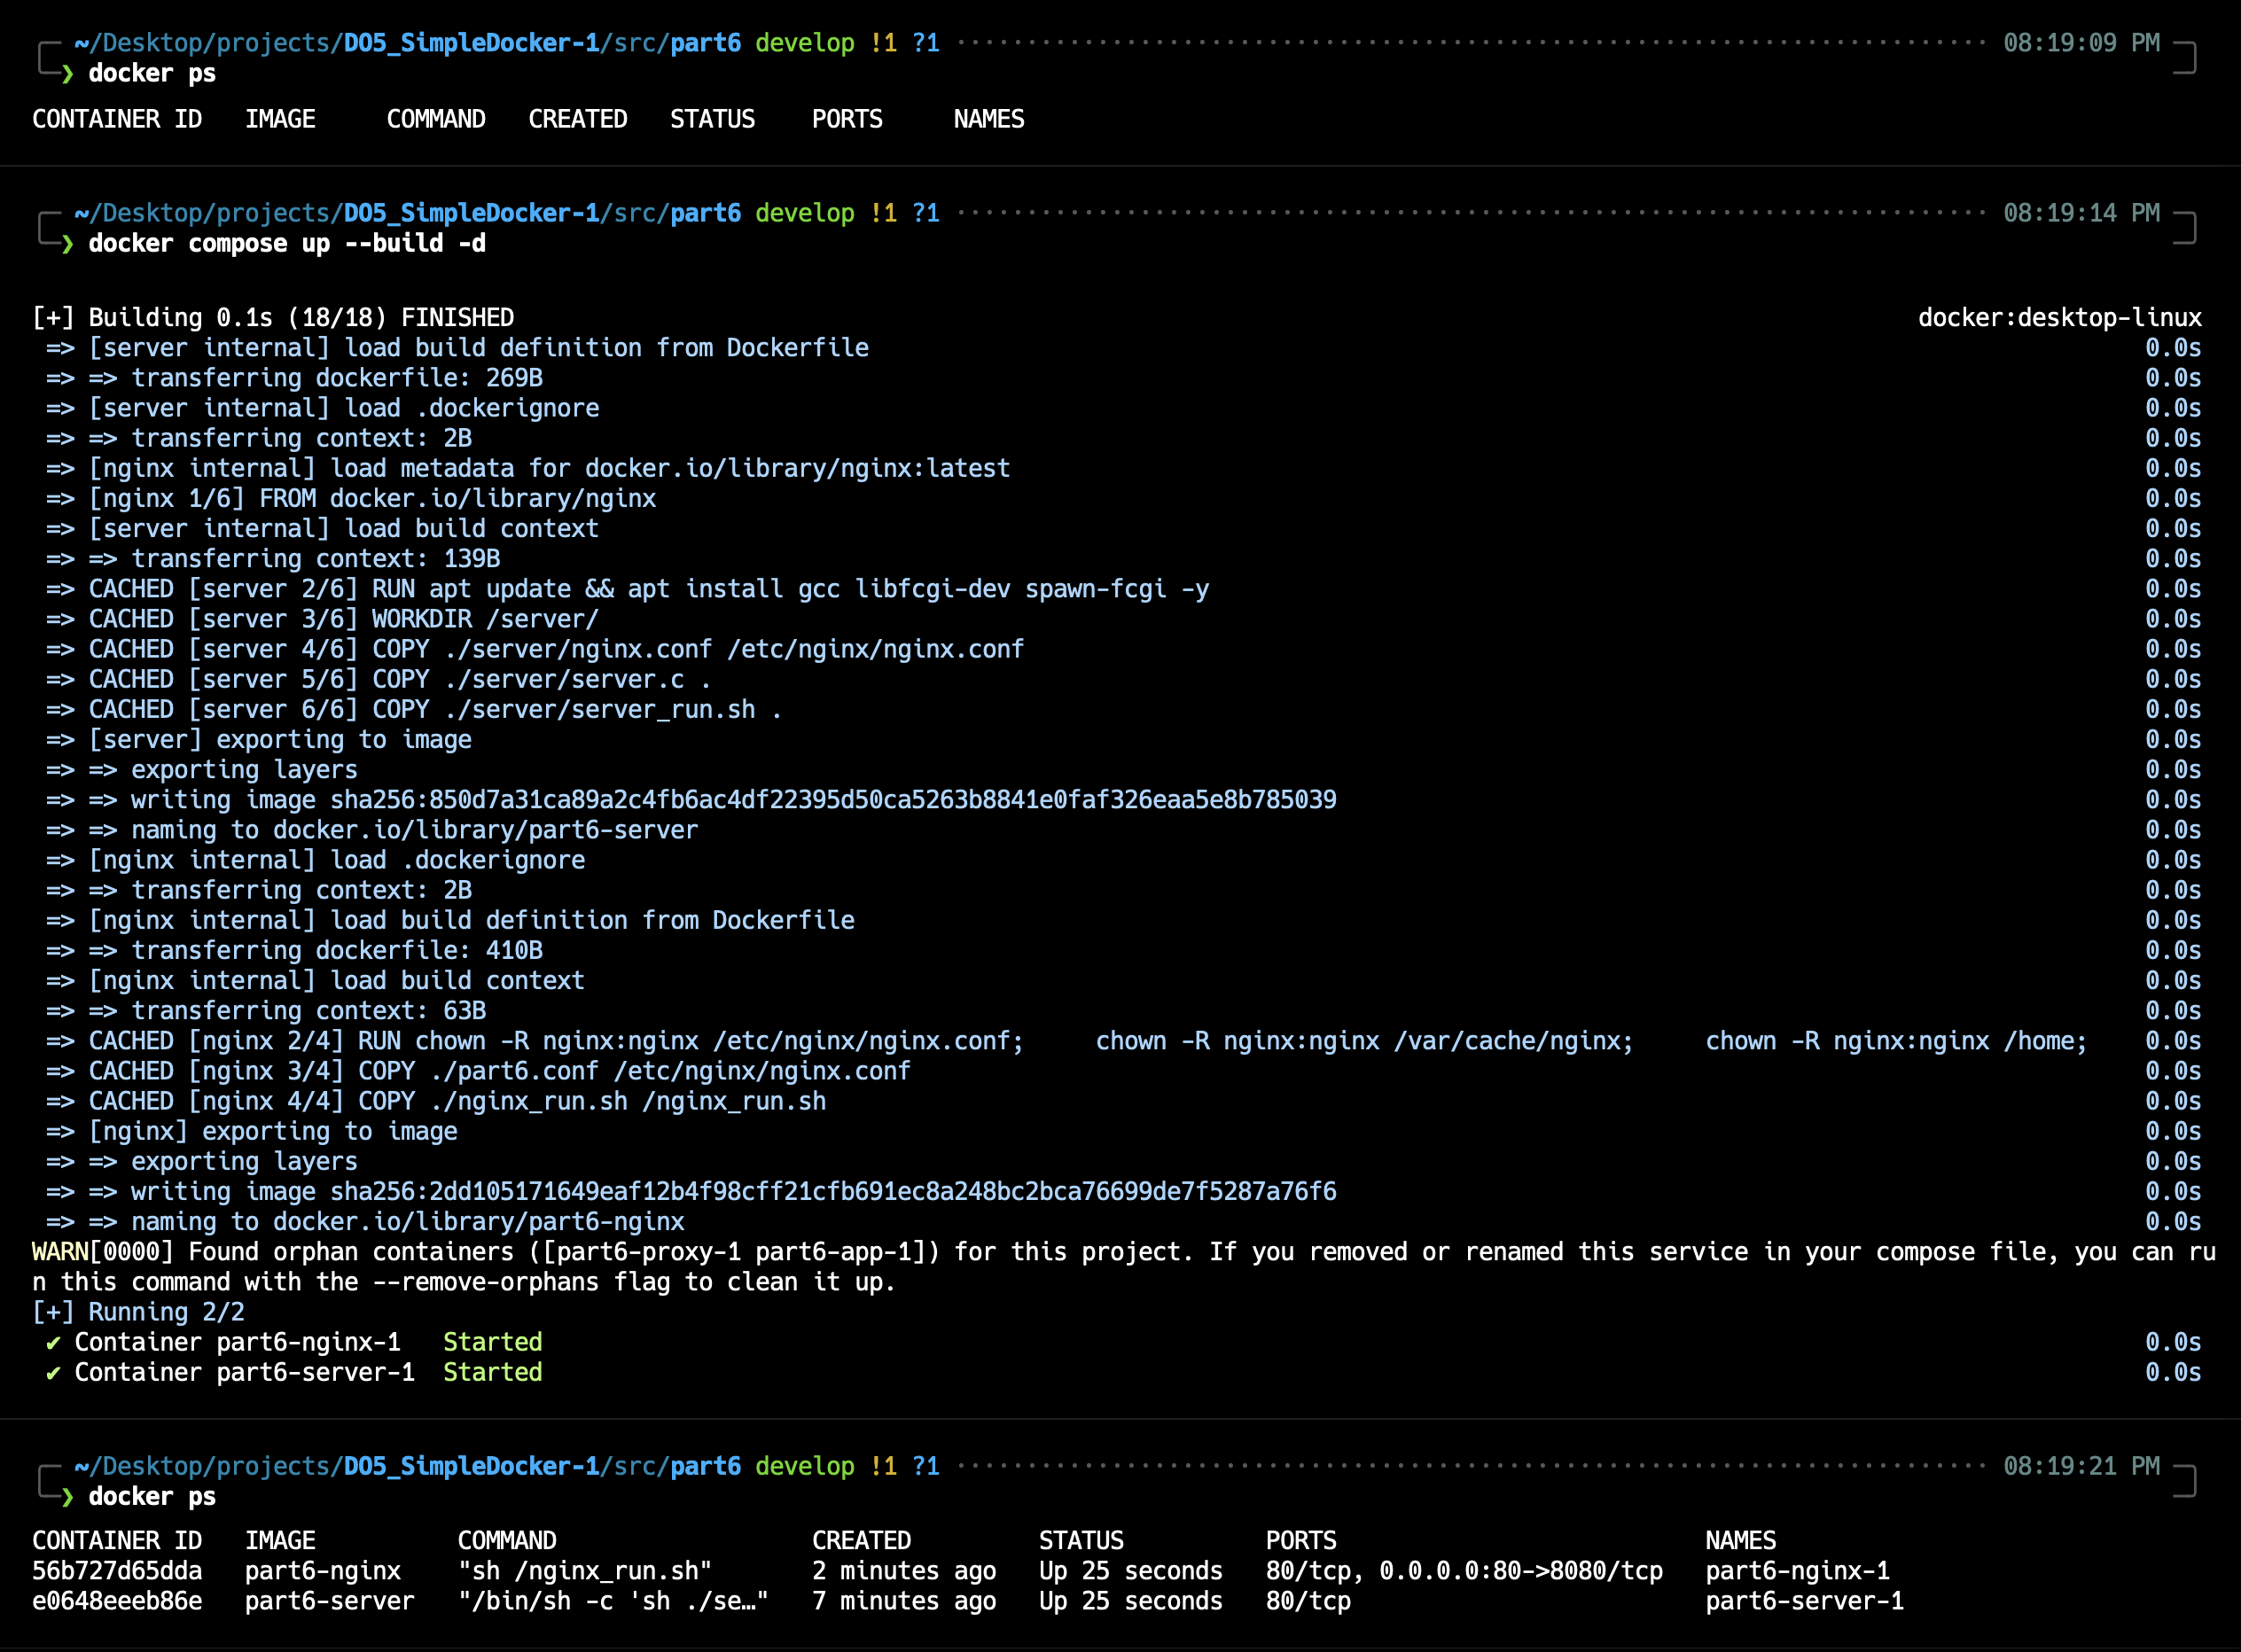 ~/Desktop/projects/DO5_SimpleDocker-1/src/part6 develop !1 ?1 08:19:09 PM
❯ docker ps
CONTAINER ID   IMAGE     COMMAND   CREATED   STATUS    PORTS     NAMES
~/Desktop/projects/DO5_SimpleDocker-1/src/part6 develop !1 ?1 08:19:14 PM
❯ docker compose up --build -d
[+] Building 0.1s (18/18) FINISHED docker:desktop-linux
=> [server internal] load build definition from Dockerfile 0.0s
=> => transferring dockerfile: 269B 0.0s
=> [server internal] load .dockerignore 0.0s
=> => transferring context: 2B 0.0s
=> [nginx internal] load metadata for docker.io/library/nginx:latest 0.0s
=> [nginx 1/6] FROM docker.io/library/nginx 0.0s
=> [server internal] load build context 0.0s
=> => transferring context: 139B 0.0s
=> CACHED [server 2/6] RUN apt update && apt install gcc libfcgi-dev spawn-fcgi -y 0.0s
=> CACHED [server 3/6] WORKDIR /server/ 0.0s
=> CACHED [server 4/6] COPY ./server/nginx.conf /etc/nginx/nginx.conf 0.0s
=> CACHED [server 5/6] COPY ./server/server.c . 0.0s
=> CACHED [server 6/6] COPY ./server/server_run.sh . 0.0s
=> [server] exporting to image 0.0s
=> => exporting layers 0.0s
=> => writing image sha256:850d7a31ca89a2c4fb6ac4df22395d50ca5263b8841e0faf326eaa5e8b785039 0.0s
=> => naming to docker.io/library/part6-server 0.0s
=> [nginx internal] load .dockerignore 0.0s
=> => transferring context: 2B 0.0s
=> [nginx internal] load build definition from Dockerfile 0.0s
=> => transferring dockerfile: 410B 0.0s
=> [nginx internal] load build context 0.0s
=> => transferring context: 63B 0.0s
=> CACHED [nginx 2/4] RUN chown -R nginx:nginx /etc/nginx/nginx.conf;     chown -R nginx:nginx /var/cache/nginx;     chown -R nginx:nginx /home; 0.0s
=> CACHED [nginx 3/4] COPY ./part6.conf /etc/nginx/nginx.conf 0.0s
=> CACHED [nginx 4/4] COPY ./nginx_run.sh /nginx_run.sh 0.0s
=> [nginx] exporting to image 0.0s
=> => exporting layers 0.0s
=> => writing image sha256:2dd105171649eaf12b4f98cff21cfb691ec8a248bc2bca76699de7f5287a76f6 0.0s
=> => naming to docker.io/library/part6-nginx 0.0s
WARN[0000] Found orphan containers ([part6-proxy-1 part6-app-1]) for this project. If you removed or renamed this service in your compose file, you can ru
n this command with the --remove-orphans flag to clean it up.
[+] Running 2/2
✔ Container part6-nginx-1   Started 0.0s
✔ Container part6-server-1  Started 0.0s
~/Desktop/projects/DO5_SimpleDocker-1/src/part6 develop !1 ?1 08:19:21 PM
❯ docker ps
CONTAINER ID   IMAGE          COMMAND                  CREATED         STATUS          PORTS                          NAMES
56b727d65dda   part6-nginx    "sh /nginx_run.sh"       2 minutes ago   Up 25 seconds   80/tcp, 0.0.0.0:80->8080/tcp   part6-nginx-1
e0648eeeb86e   part6-server   "/bin/sh -c 'sh ./se…"   7 minutes ago   Up 25 seconds   80/tcp                         part6-server-1